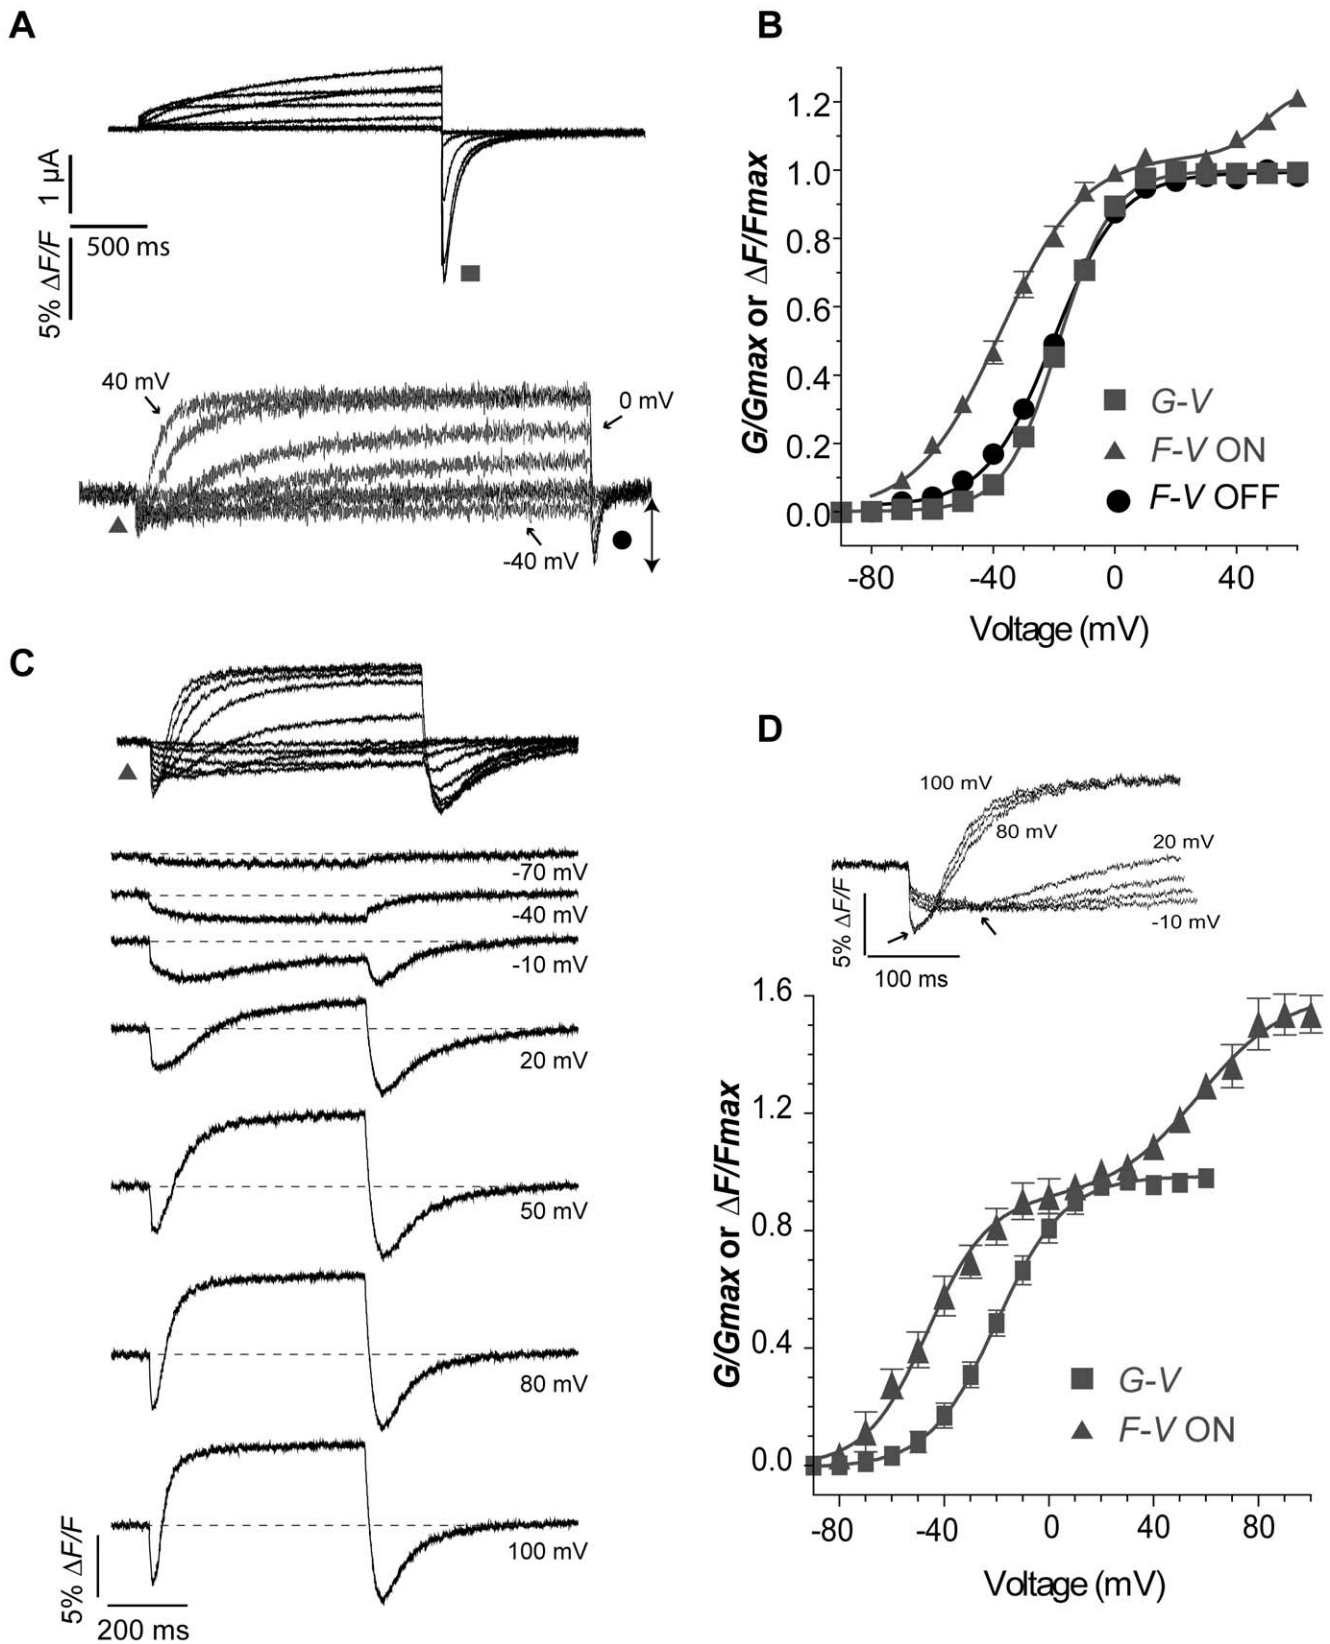 A
1 µA
500 ms
5% ΔF/F
40 mV
0 mV
-40 mV
B
G/Gmax or ΔF/Fmax
1.2
1.0
0.8
0.6
0.4
0.2
0.0
G-V
F-V ON
F-V OFF
-80 -40 0 40
Voltage (mV)
C
-70 mV
-40 mV
-10 mV
20 mV
50 mV
80 mV
100 mV
5% ΔF/F
200 ms
D
100 mV
80 mV
20 mV
-10 mV
5% ΔF/F
100 ms
G/Gmax or ΔF/Fmax
1.6
1.2
0.8
0.4
0.0
G-V
F-V ON
-80 -40 0 40 80
Voltage (mV)